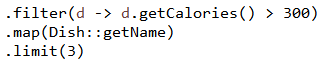 .filter(d -> d.getCalories() > 300)
.map(Dish::getName)
.limit(3)